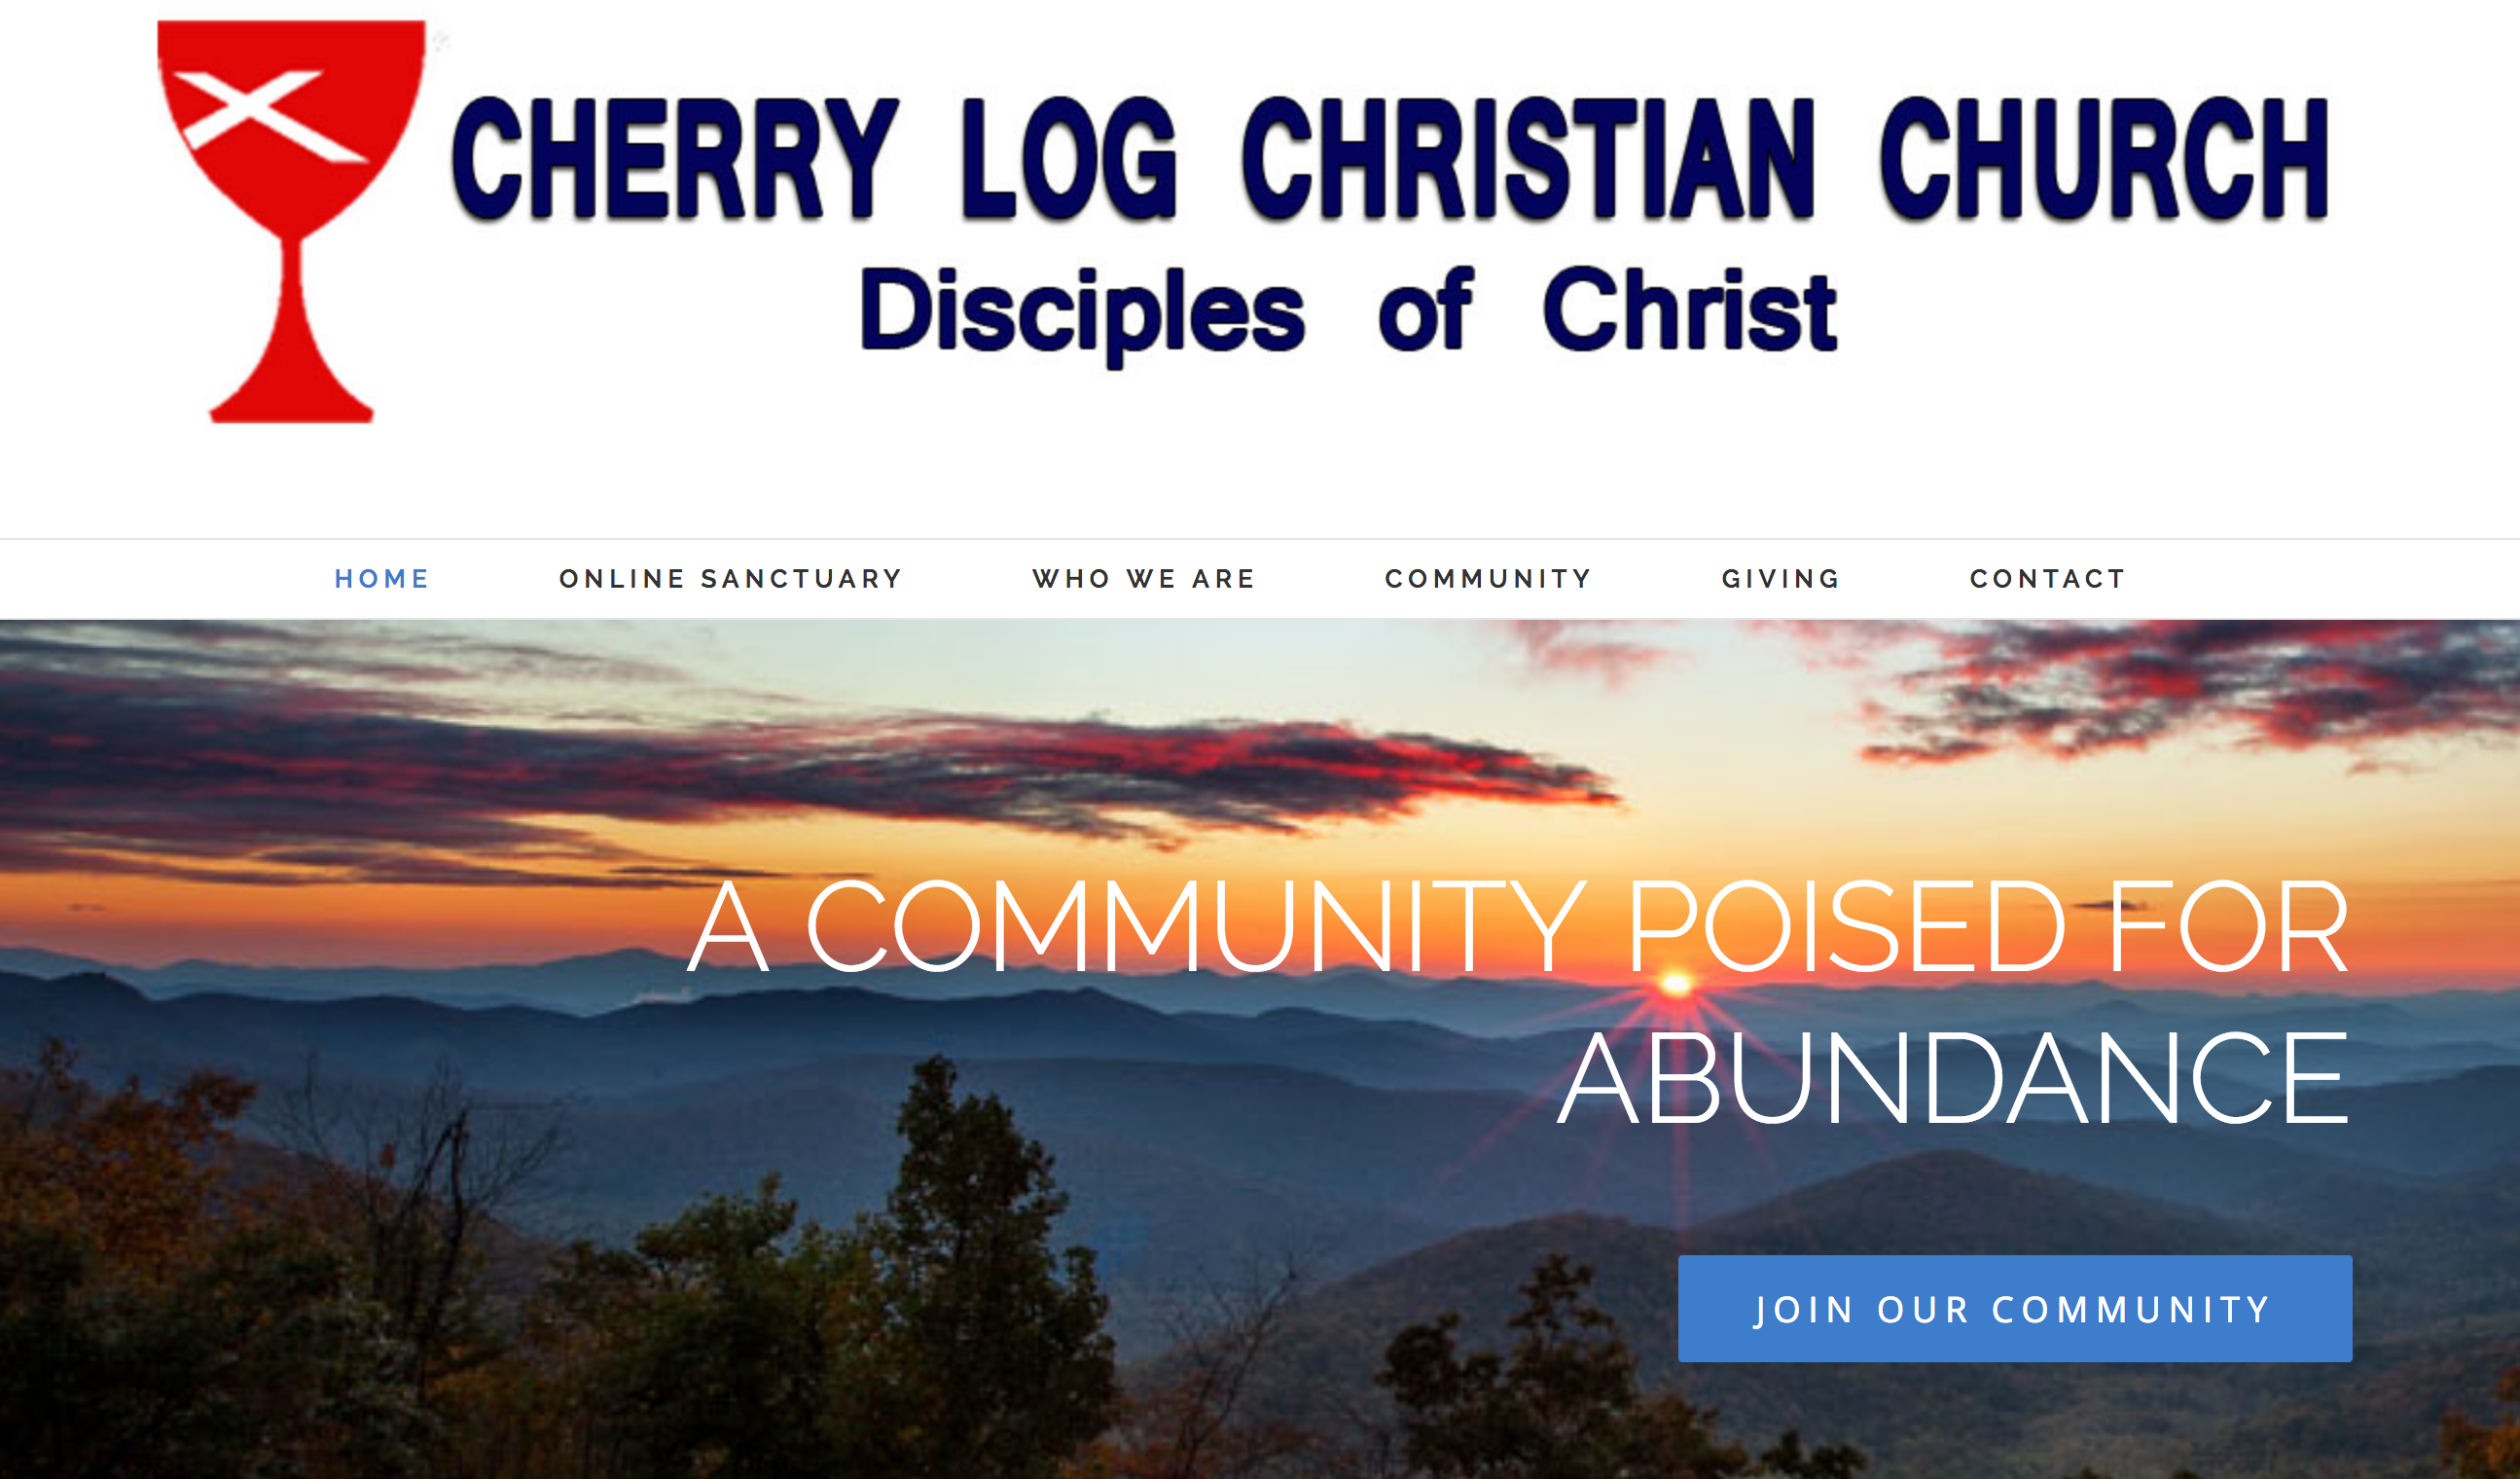 CHERRY LOG CHRISTIAN CHURCH
Disciples of Christ
HOME ONLINE SANCTUARY WHO WE ARE COMMUNITY GIVING CONTACT
A COMMUNITY POISED FOR
ABUNDANCE
JOIN OUR COMMUNITY